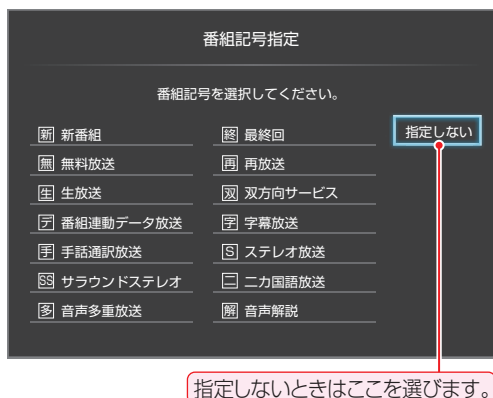 番組記号指定
番組記号を選択してください。
新 新番組
終 最終回
指定しない
無 無料放送
再 再放送
生 生放送
双 双方向サービス
デ 番組連動データ放送
字 字幕放送
手 手話通訳放送
S ステレオ放送
SS サラウンドステレオ
二 二カ国語放送
多 音声多重放送
解 音声解説
指定しないときはここを選びます。